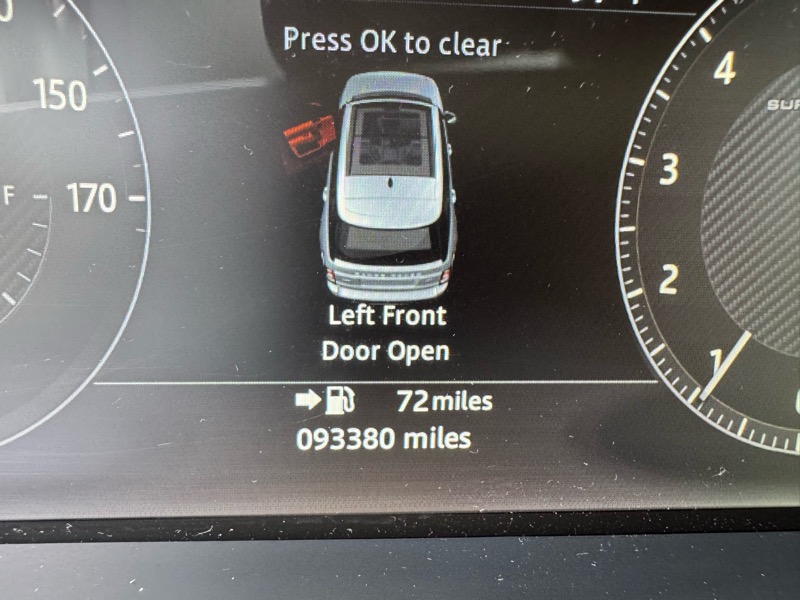 Press OK to clear
150
F
170
4
3
2
1
Left Front
Door Open
72 miles
093380 miles